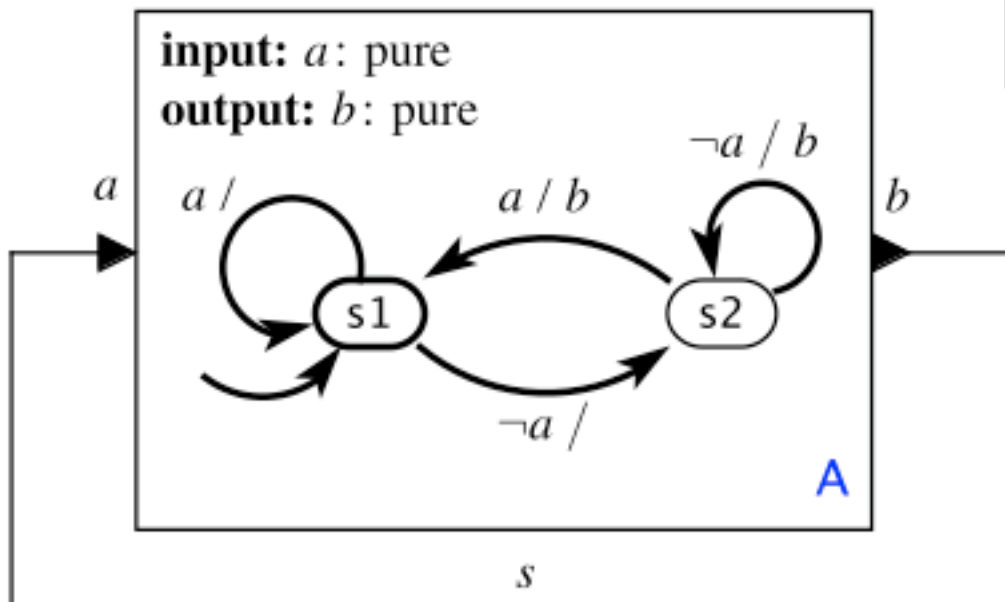 input: a: pure
output: b: pure
¬a / b
a
a /
a / b
b
s1
s2
¬a /
A
s